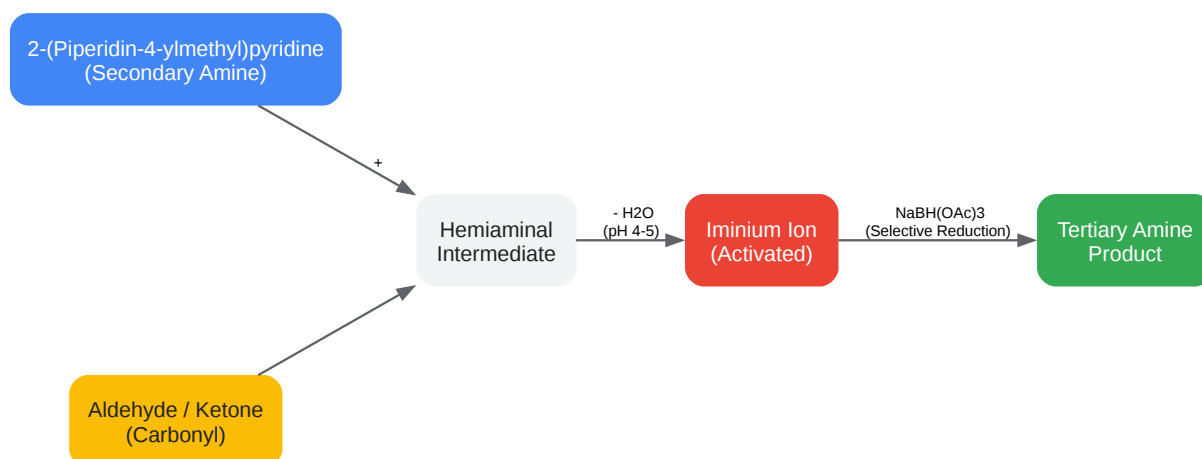 2-(Piperidin-4-ylmethyl)pyridine
(Secondary Amine)
+
Hemiaminal
Intermediate
- H2O
(pH 4-5)
Iminium Ion
(Activated)
NaBH(OAc)3
(Selective Reduction)
Tertiary Amine
Product
Aldehyde / Ketone
(Carbonyl)